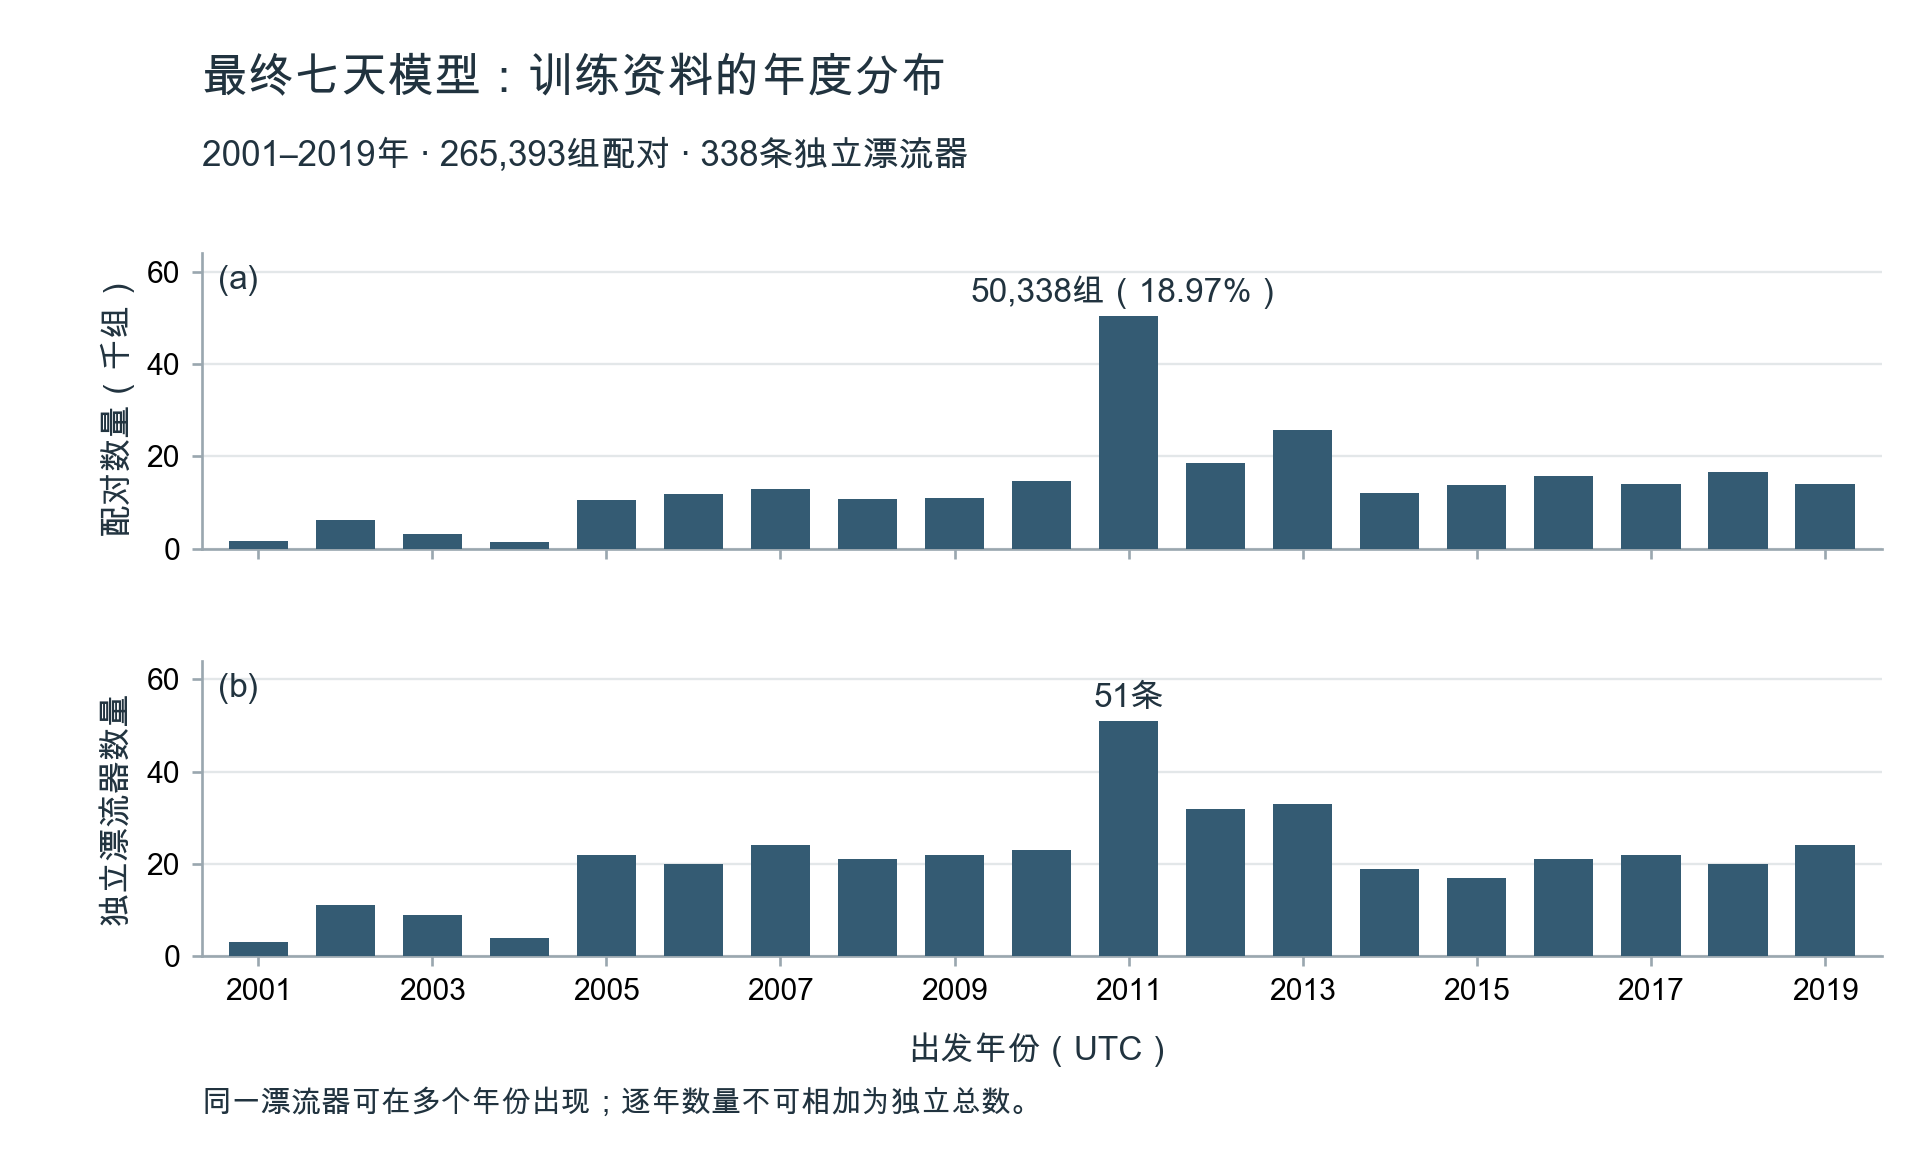 最终七天模型：训练资料的年度分布
2001–2019年 · 265,393组配对 · 338条独立漂流器
(a)
50,338组（18.97%）
配对数量（千组）
60
40
20
0
(b)
51条
独立漂流器数量
60
40
20
0
2001 2003 2005 2007 2009 2011 2013 2015 2017 2019
出发年份（UTC）
同一漂流器可在多个年份出现；逐年数量不可相加为独立总数。